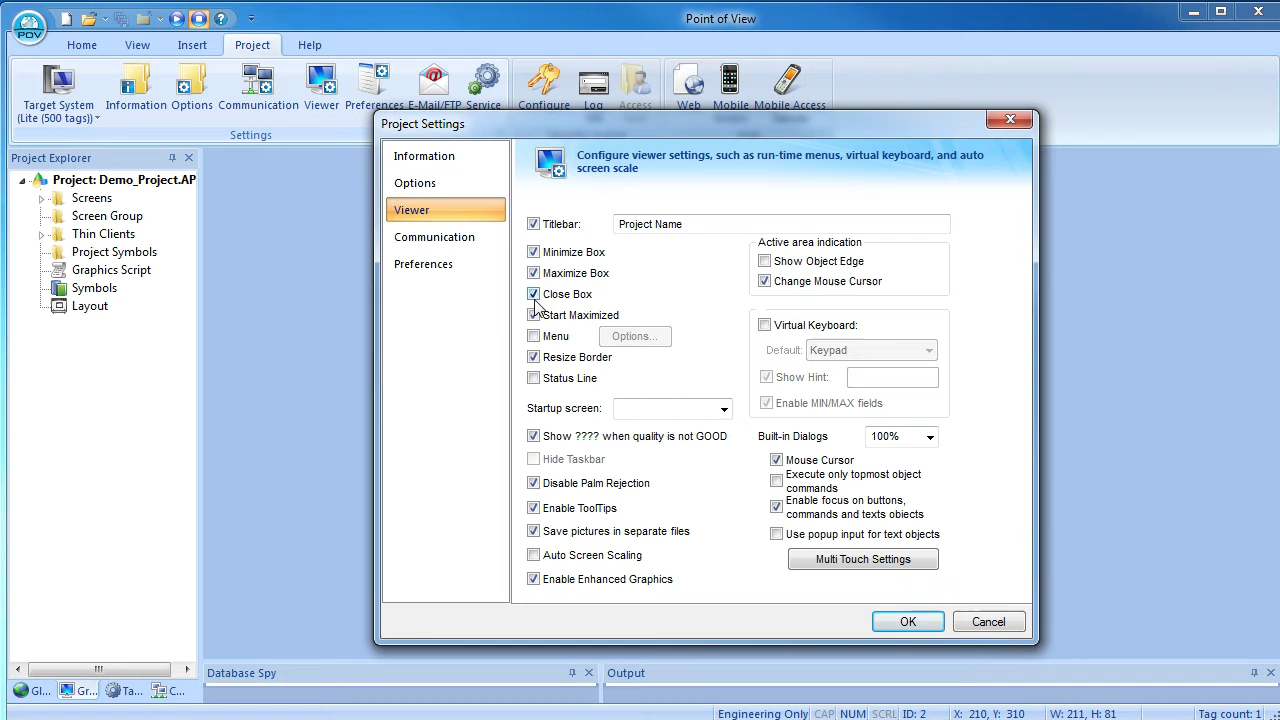 Point of View
POV
Home View Insert Project Help
Target System
(Lite (500 tags))
Information Options Communication Viewer Preferences E-Mail/FTP Service
Configure Log Access
Web Mobile Mobile Access
Settings
Project Explorer
Project: Demo_Project.AP
Screens
Screen Group
Thin Clients
Project Symbols
Graphics Script
Symbols
Layout
Gl... Gr... Ta... C...
Project Settings
Information
Options
Viewer
Communication
Preferences
Configure viewer settings, such as run-time menus, virtual keyboard, and auto
screen scale
Titlebar: Project Name
Minimize Box
Maximize Box
Close Box
Start Maximized
Menu Options...
Resize Border
Status Line
Startup screen:
Show ???? when quality is not GOOD
Hide Taskbar
Disable Palm Rejection
Enable ToolTips
Save pictures in separate files
Auto Screen Scaling
Enable Enhanced Graphics
Active area indication
Show Object Edge
Change Mouse Cursor
Virtual Keyboard:
Default: Keypad
Show Hint:
Enable MIN/MAX fields
Built-in Dialogs 100%
Mouse Cursor
Execute only topmost object
commands
Enable focus on buttons,
commands and texts objects
Use popup input for text objects
Multi Touch Settings
OK Cancel
Database Spy
Output
Engineering Only CAP NUM SCRL ID: 2 X: 210, Y: 310 W: 211, H: 81 Tag count: 1